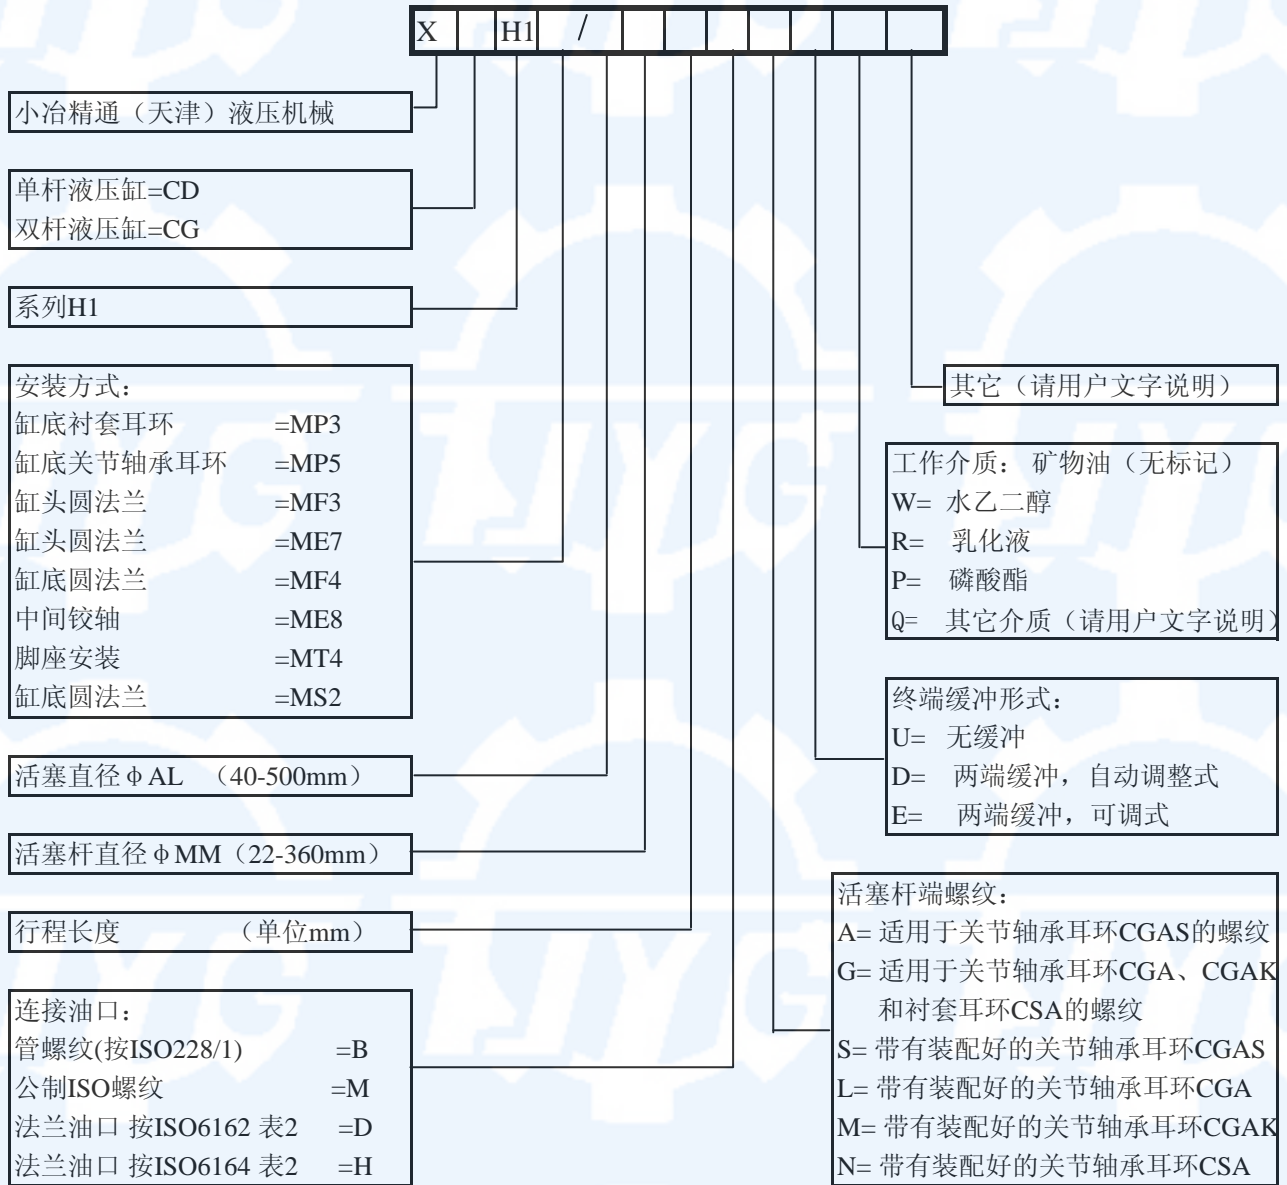 X H1 /
小冶精通（天津）液压机械
单杆液压缸=CD
双杆液压缸=CG
系列H1
安装方式：
缸底衬套耳环 =MP3
缸底关节轴承耳环 =MP5
缸头圆法兰 =MF3
缸头圆法兰 =ME7
缸底圆法兰 =MF4
中间铰轴 =ME8
脚座安装 =MT4
缸底圆法兰 =MS2
活塞直径φAL （40-500mm）
活塞杆直径φMM（22-360mm）
行程长度 （单位mm）
连接油口：
管螺纹(按ISO228/1) =B
公制ISO螺纹 =M
法兰油口 按ISO6162 表2 =D
法兰油口 按ISO6164 表2 =H
其它（请用户文字说明）
工作介质： 矿物油（无标记）
W= 水乙二醇
R= 乳化液
P= 磷酸酯
Q= 其它介质（请用户文字说明）
终端缓冲形式：
U= 无缓冲
D= 两端缓冲，自动调整式
E= 两端缓冲，可调式
活塞杆端螺纹：
A= 适用于关节轴承耳环CGAS的螺纹
G= 适用于关节轴承耳环CGA、CGAK
和衬套耳环CSA的螺纹
S= 带有装配好的关节轴承耳环CGAS
L= 带有装配好的关节轴承耳环CGA
M= 带有装配好的关节轴承耳环CGAK
N= 带有装配好的关节轴承耳环CSA